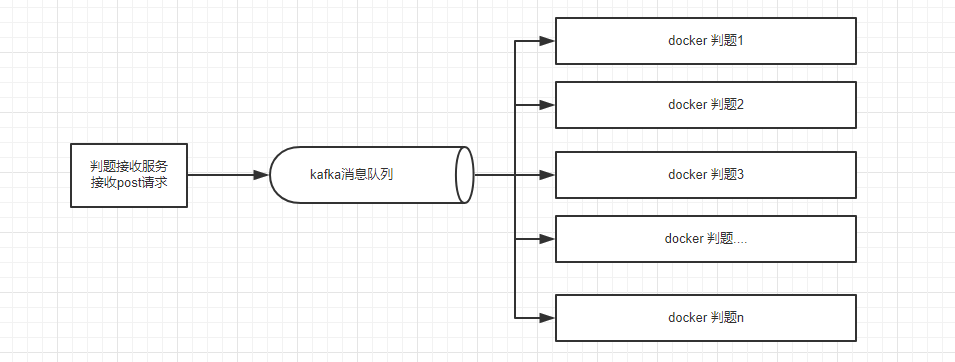 判题接收服务
接收post请求
kafka消息队列
docker 判题1
docker 判题2
docker 判题3
docker 判题....
docker 判题n